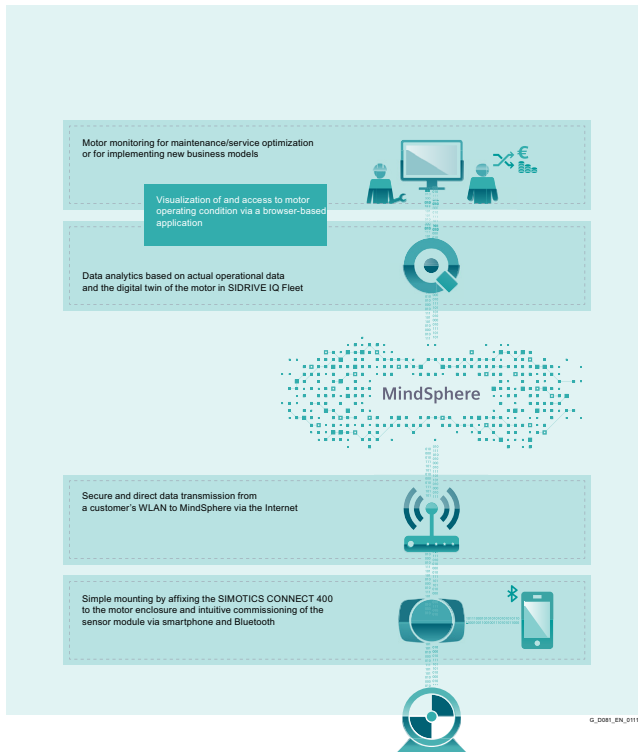 Motor monitoring for maintenance/service optimization
or for implementing new business models
€
Visualization of and access to motor
operating condition via a browser-based
application
Data analytics based on actual operational data
and the digital twin of the motor in SIDRIVE IQ Fleet
MindSphere
Secure and direct data transmission from
a customer's WLAN to MindSphere via the Internet
Simple mounting by affixing the SIMOTICS CONNECT 400
to the motor enclosure and intuitive commissioning of the
sensor module via smartphone and Bluetooth
G_D081_EN_0111